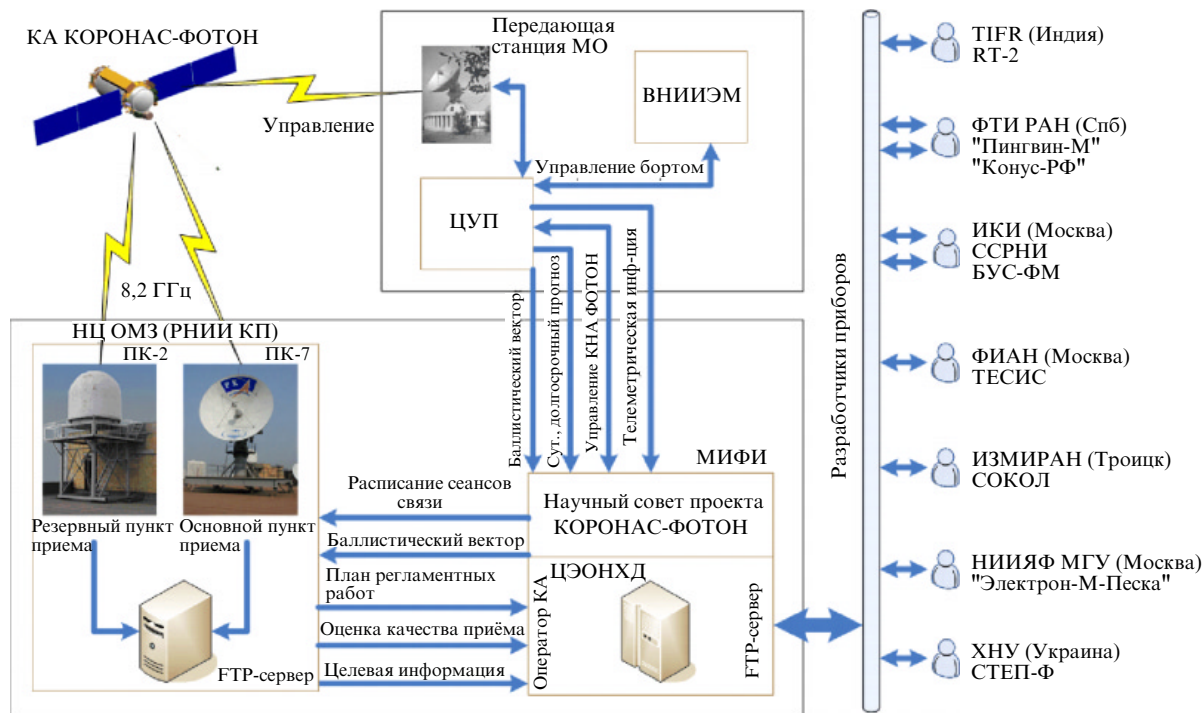 КА КОРОНАС-ФОТОН
Управление
8,2 ГГц
Передающая
станция МО
ВНИИЭМ
Управление бортом
ЦУП
Баллистический вектор
Сут., долгосрочный прогноз
Управление КНА ФОТОН
Телеметрическая инф-ция
НЦ ОМЗ (РНИИ КП)
ПК-2
ПК-7
Резервный пункт
приема
Основной пункт
приема
FTP-сервер
Расписание сеансов
связи
Баллистический вектор
План регламентных
работ
Оценка качества приёма
Целевая информация
МИФИ
Научный совет проекта
КОРОНАС-ФОТОН
ЦЭОНХД
Оператор КА
FTP-сервер
Разработчики приборов
TIFR (Индия)
RT-2
ФТИ РАН (Спб)
"Пингвин-М"
"Конус-РФ"
ИКИ (Москва)
ССРНИ
БУС-ФМ
ФИАН (Москва)
ТЕСИС
ИЗМИРАН (Троицк)
СОКОЛ
НИИЯФ МГУ (Москва)
"Электрон-М-Песка"
ХНУ (Украина)
СТЕП-Ф